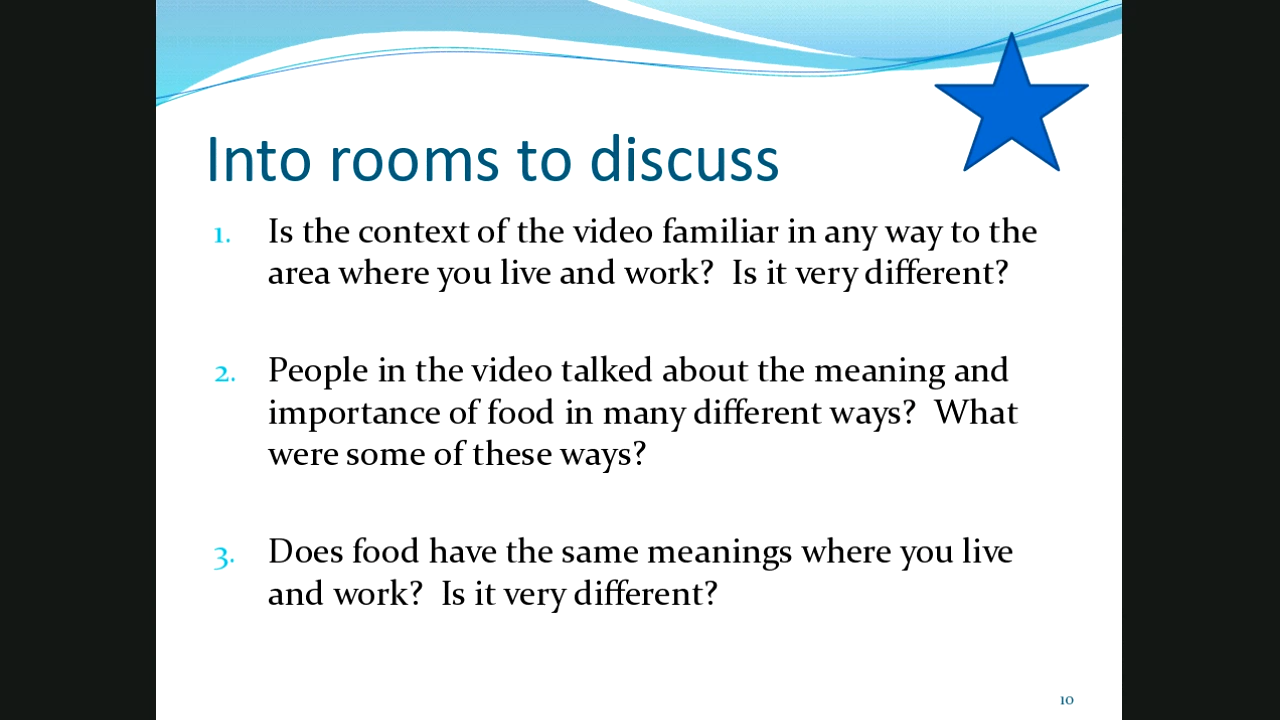 Into rooms to discuss
1. Is the context of the video familiar in any way to the
area where you live and work?  Is it very different?
2. People in the video talked about the meaning and
importance of food in many different ways?  What
were some of these ways?
3. Does food have the same meanings where you live
and work?  Is it very different?
10